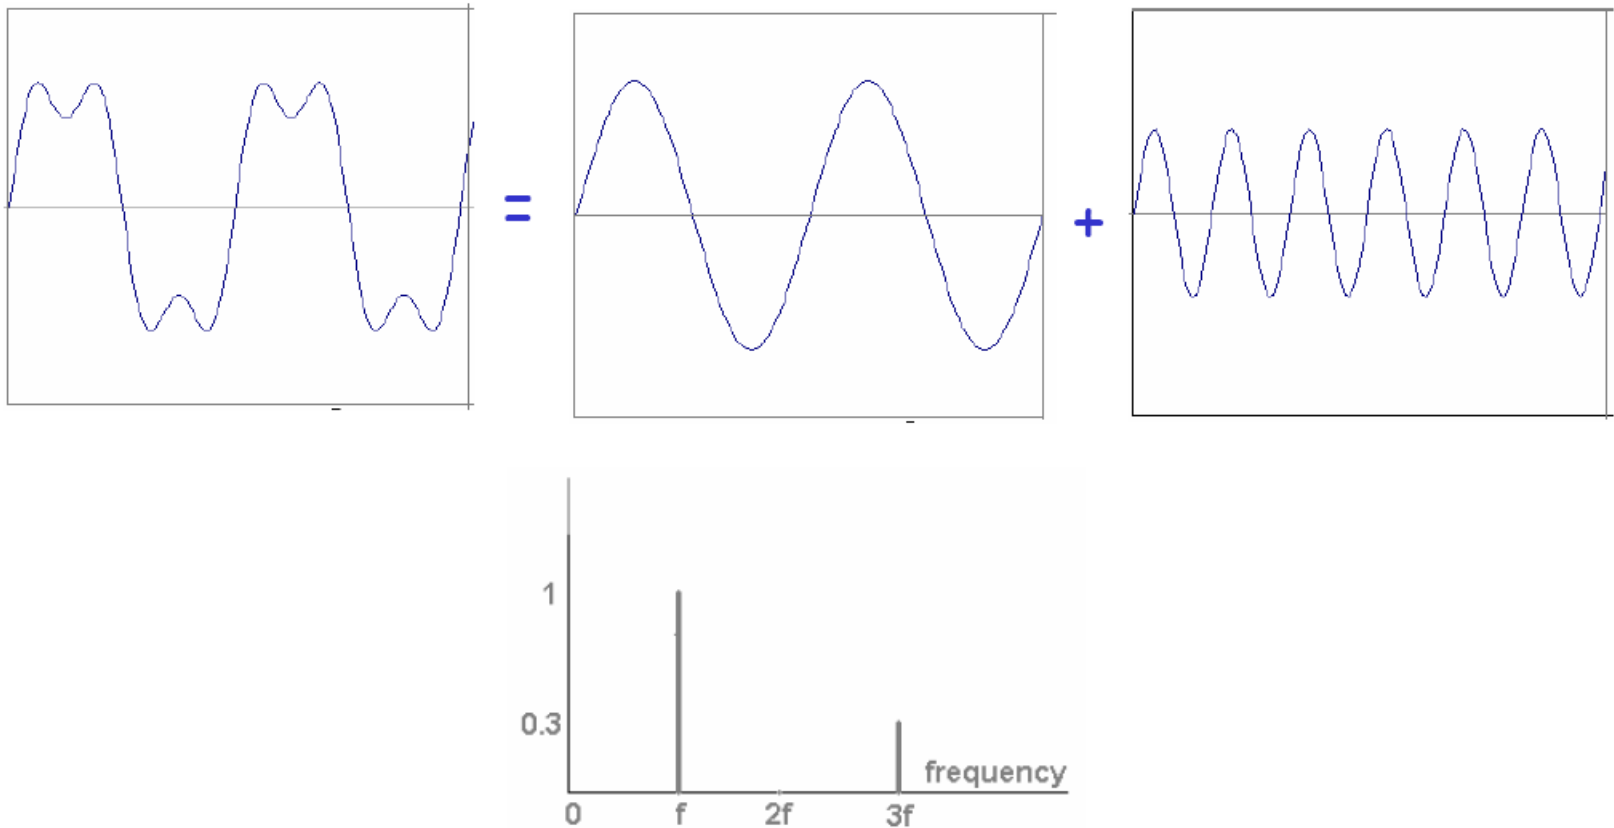 =
+
1
0.3
frequency
0 f 2f 3f